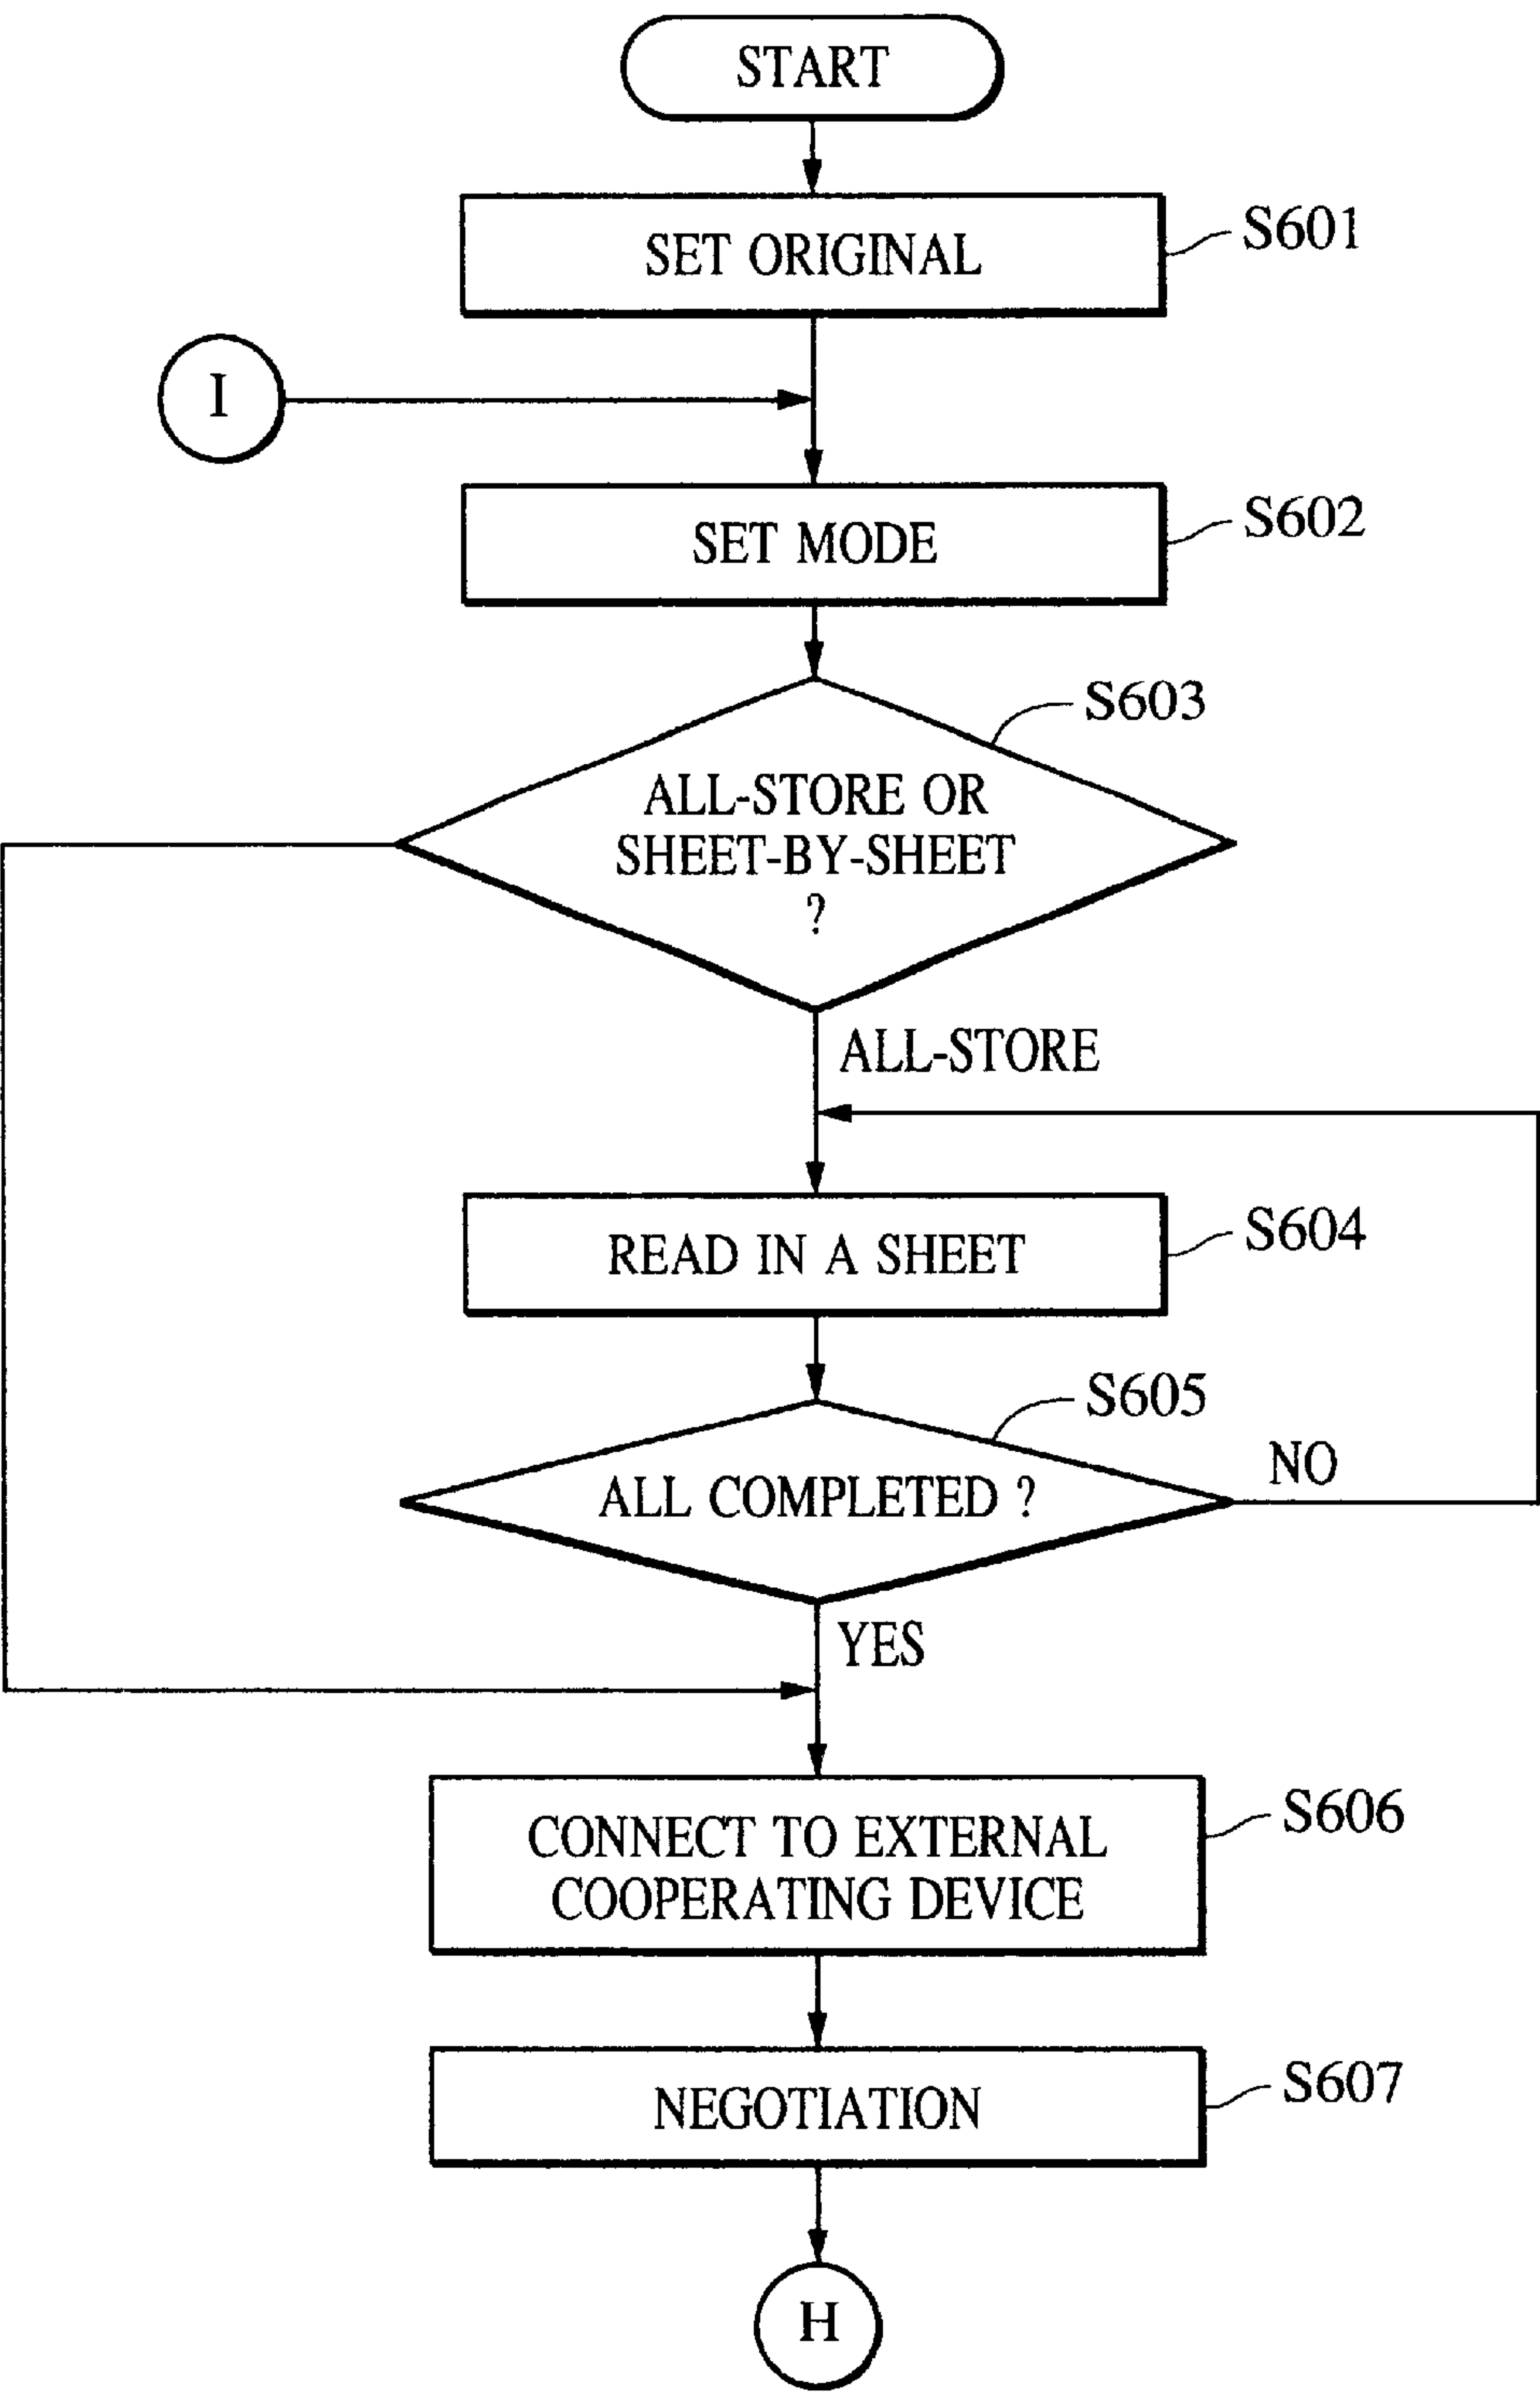 START
SET ORIGINAL
S601
I
SET MODE
S602
S603
ALL-STORE OR
SHEET-BY-SHEET
?
ALL-STORE
READ IN A SHEET
S604
S605
ALL COMPLETED ?
NO
YES
CONNECT TO EXTERNAL
COOPERATING DEVICE
S606
NEGOTIATION
S607
H